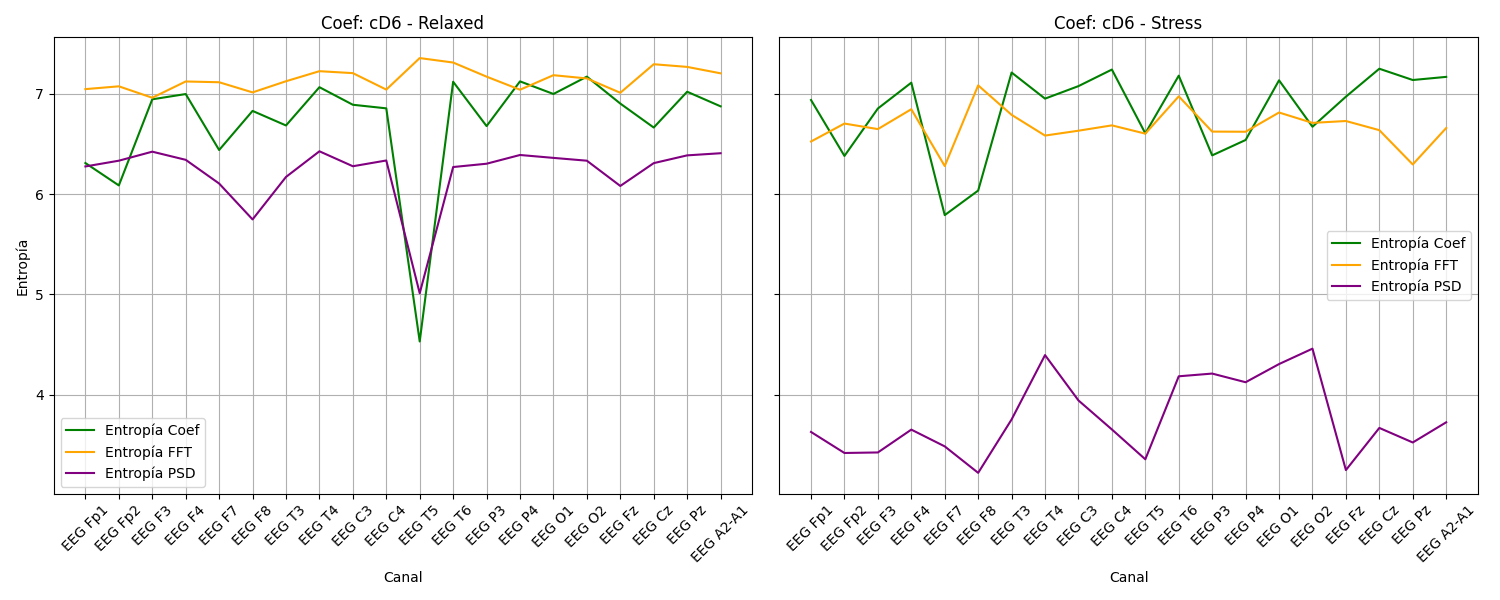 Coef: cD6 - Relaxed
Entropía
7
6
5
4
Entropía Coef
Entropía FFT
Entropía PSD
EEG Fp1
EEG Fp2
EEG F3
EEG F4
EEG F7
EEG F8
EEG T3
EEG T4
EEG C3
EEG C4
EEG T5
EEG T6
EEG P3
EEG P4
EEG O1
EEG O2
EEG Fz
EEG Cz
EEG Pz
EEG A2-A1
Canal
Coef: cD6 - Stress
Entropía Coef
Entropía FFT
Entropía PSD
EEG Fp1
EEG Fp2
EEG F3
EEG F4
EEG F7
EEG F8
EEG T3
EEG T4
EEG C3
EEG C4
EEG T5
EEG T6
EEG P3
EEG P4
EEG O1
EEG O2
EEG Fz
EEG Cz
EEG Pz
EEG A2-A1
Canal